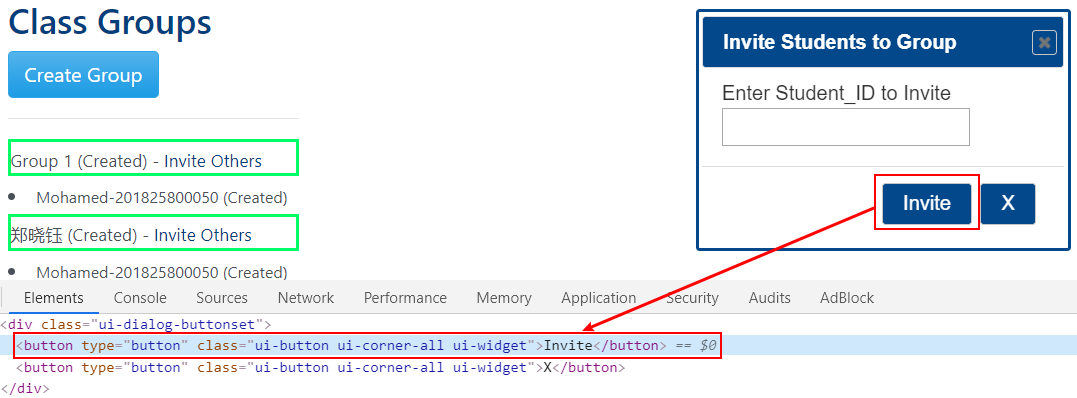 Class Groups
Create Group
Group 1 (Created) - Invite Others
Mohamed-201825800050 (Created)
郑晓钰 (Created) - Invite Others
Mohamed-201825800050 (Created)
Invite Students to Group
Enter Student_ID to Invite
Invite X
Elements Console Sources Network Performance Memory Application Security Audits AdBlock
<div class="ui-dialog-buttonset">
<button type="button" class="ui-button ui-corner-all ui-widget">Invite</button> == $0
<button type="button" class="ui-button ui-corner-all ui-widget">X</button>
</div>